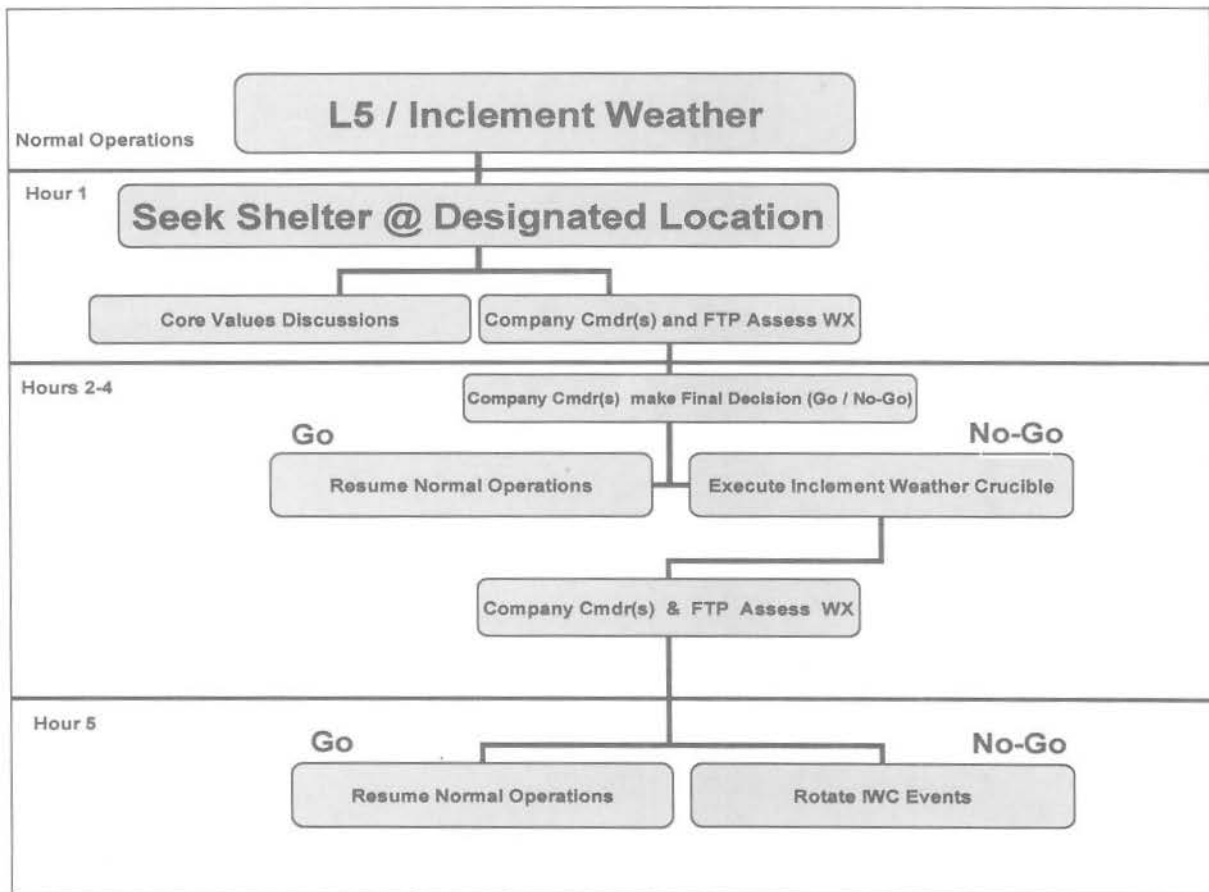 L5 / Inclement Weather
Normal Operations
Hour 1
Seek Shelter @ Designated Location
Core Values Discussions
Company Cmdr(s) and FTP Assess WX
Hours 2-4
Company Cmdr(s) make Final Decision (Go / No-Go)
Go
No-Go
Resume Normal Operations
Execute Inclement Weather Crucible
Company Cmdr(s) & FTP Assess WX
Hour 5
Go
No-Go
Resume Normal Operations
Rotate IWC Events